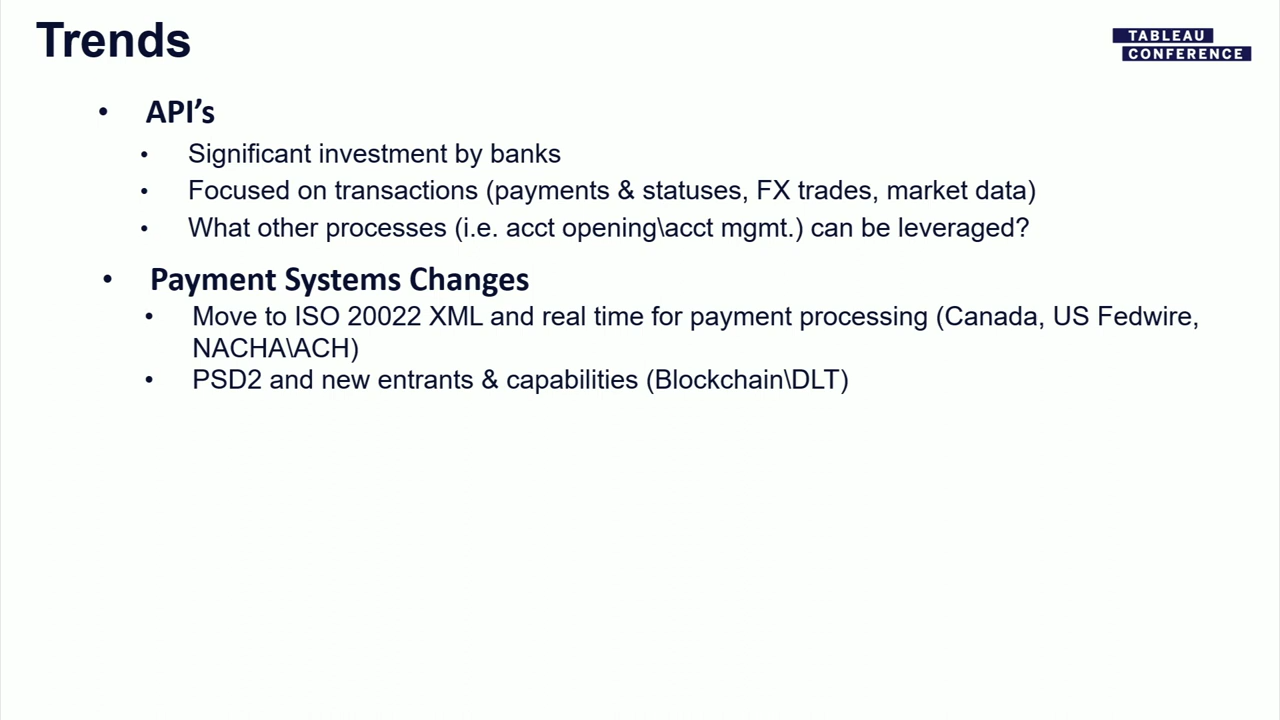 Trends
TABLEAU
CONFERENCE
• API’s
• Significant investment by banks
• Focused on transactions (payments & statuses, FX trades, market data)
• What other processes (i.e. acct opening\acct mgmt.) can be leveraged?
• Payment Systems Changes
• Move to ISO 20022 XML and real time for payment processing (Canada, US Fedwire,
NACHA\ACH)
• PSD2 and new entrants & capabilities (Blockchain\DLT)